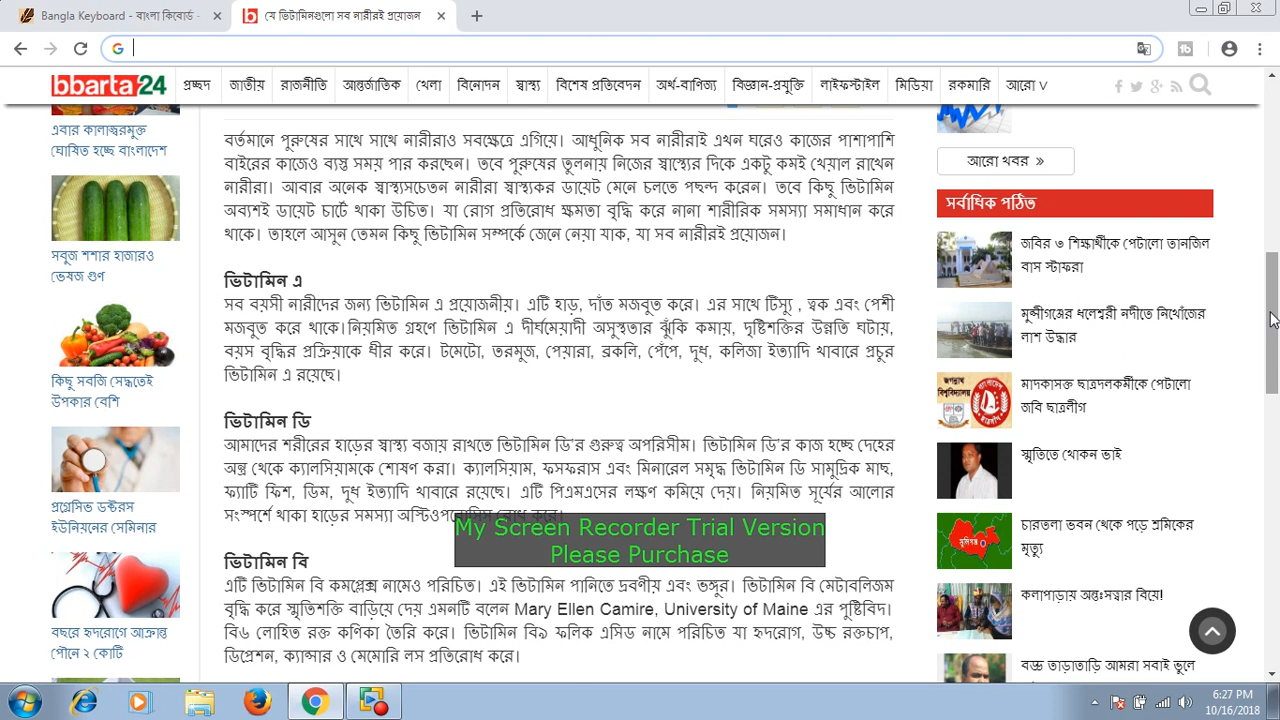 Bangla Keyboard - বাংলা কিবোর্ড -
যে ভিটামিনগুলো সব নারীরই প্রয়োজন
bbarta24
প্রচ্ছদ
জাতীয়
রাজনীতি
আন্তর্জাতিক
খেলা
বিনোদন
স্বাস্থ্য
বিশেষ প্রতিবেদন
অর্থ-বাণিজ্য
বিজ্ঞান-প্রযুক্তি
লাইফস্টাইল
মিডিয়া
রকমারি
আরো
এবার কালাজ্বরমুক্ত
ঘোষিত হচ্ছে বাংলাদেশ
সবুজ শশার হাজারও
ভেষজ গুণ
কিছু সবজি সেদ্ধতেই
উপকার বেশি
প্রগ্রেসিভ ডক্টরস
ইউনিয়নের সেমিনার
বছরে হৃদরোগে আক্রান্ত
পৌনে ২ কোটি
বর্তমানে পুরুষের সাথে সাথে নারীরাও সবক্ষেত্রে এগিয়ে। আধুনিক সব নারীরাই এখন ঘরেও কাজের পাশাপাশি
বাইরের কাজেও ব্যস্ত সময় পার করছেন। তবে পুরুষের তুলনায় নিজের স্বাস্থ্যের দিকে একটু কমই খেয়াল রাখেন
নারীরা। আবার অনেক স্বাস্থ্যসচেতন নারীরা স্বাস্থ্যকর ডায়েট মেনে চলতে পছন্দ করেন। তবে কিছু ভিটামিন
অব্যশই ডায়েট চার্টে থাকা উচিত। যা রোগ প্রতিরোধ ক্ষমতা বৃদ্ধি করে নানা শারীরিক সমস্যা সমাধান করে
থাকে। তাহলে আসুন তেমন কিছু ভিটামিন সম্পর্কে জেনে নেয়া যাক, যা সব নারীরই প্রয়োজন।
ভিটামিন এ
সব বয়সী নারীদের জন্য ভিটামিন এ প্রয়োজনীয়। এটি হাড়, দাঁত মজবুত করে। এর সাথে টিস্যু , ত্বক এবং পেশী
মজবুত করে থাকে।নিয়মিত গ্রহণে ভিটামিন এ দীর্ঘমেয়াদী অসুস্থতার ঝুঁকি কমায়, দৃষ্টিশক্তির উন্নতি ঘটায়,
বয়স বৃদ্ধির প্রক্রিয়াকে ধীর করে। টমেটো, তরমুজ, পেয়ারা, ব্রকলি, পেঁপে, দুধ, কলিজা ইত্যাদি খাবারে প্রচুর
ভিটামিন এ রয়েছে।
ভিটামিন ডি
আমাদের শরীরের হাড়ের স্বাস্থ্য বজায় রাখতে ভিটামিন ডি'র গুরুত্ব অপরিসীম। ভিটামিন ডি'র কাজ হচ্ছে দেহের
অন্ত্র থেকে ক্যালসিয়ামকে শোষণ করা। ক্যালসিয়াম, ফসফরাস এবং মিনারেল সমৃদ্ধ ভিটামিন ডি সামুদ্রিক মাছ,
ফ্যাটি ফিশ, ডিম, দুধ ইত্যাদি খাবারে রয়েছে। এটি পিএমএসের লক্ষণ কমিয়ে দেয়। নিয়মিত সূর্যের আলোর
সংস্পর্শে থাকা হাড়ের সমস্যা অস্টিওপরোসিস রোধ করে।
My Screen Recorder Trial Version
Please Purchase
ভিটামিন বি
এটি ভিটামিন বি কমপ্লেক্স নামেও পরিচিত। এই ভিটামিন পানিতে দ্রবণীয় এবং ভঙ্গুর। ভিটামিন বি মেটাবলিজম
বৃদ্ধি করে স্মৃতিশক্তি বাড়িয়ে দেয় এমনটি বলেন Mary Ellen Camire, University of Maine এর পুষ্টিবিদ।
বি৬ লোহিত রক্ত কণিকা তৈরি করে। ভিটামিন বি৯ ফলিক এসিড নামে পরিচিত যা হৃদরোগ, উচ্চ রক্তচাপ,
ডিপ্রেশন, ক্যান্সার ও মেমোরি লস প্রতিরোধ করে।
আরো খবর »
সর্বাধিক পঠিত
জবির ৩ শিক্ষার্থীকে পেটালো তানজিল
বাস স্টাফরা
মুন্সীগঞ্জের ধলেশ্বরী নদীতে নিখোঁজের
লাশ উদ্ধার
মাদকাসক্ত ছাত্রদলকর্মীকে পেটালো
জবি ছাত্রলীগ
স্মৃতিতে খোকন ভাই
চারতলা ভবন থেকে পড়ে শ্রমিকের
মৃত্যু
কলাপাড়ায় অন্তঃসত্ত্বার বিয়ে!
বড্ড তাড়াতাড়ি আমরা সবাই ভুলে
6:27 PM
10/16/2018